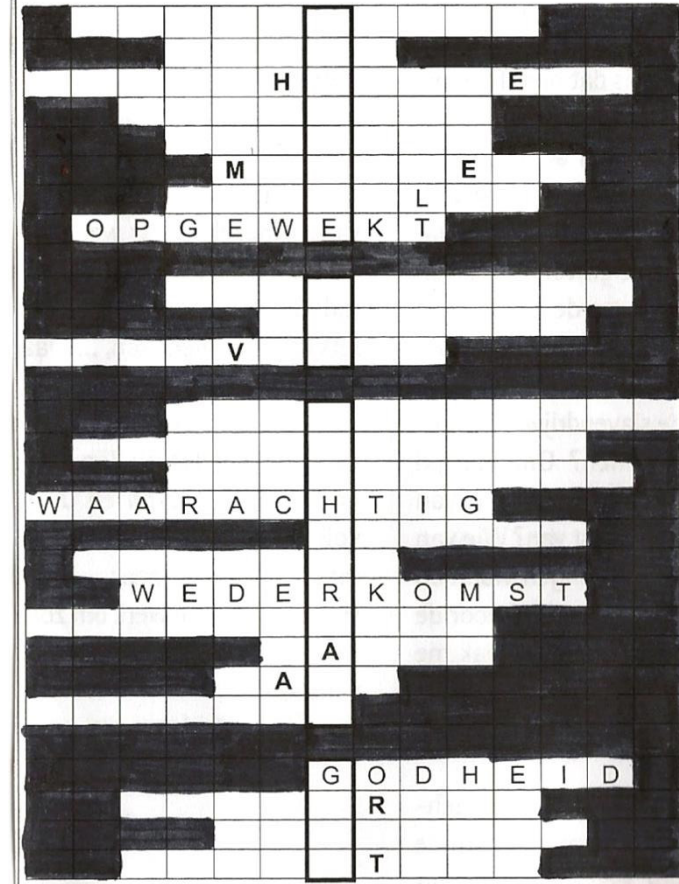 H E
M E
L
OPGEWEKT
V
WAARACHTIG
WEDERKOMST
A
A
GODHEID
R
T